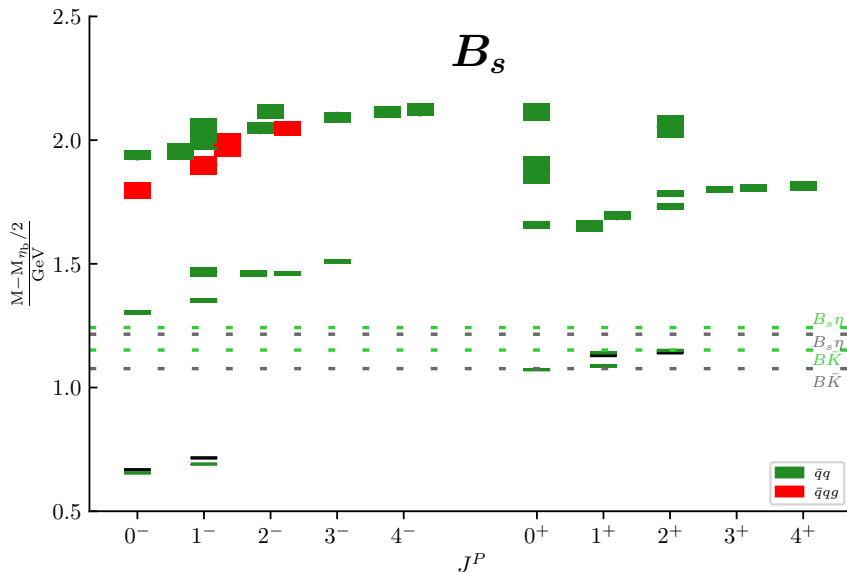 B_s
2.5
2.0
1.5
1.0
0.5
M−M_{η_b}/2
GeV
B_sη
B_sη
BK̄
BK̄
q̄q
q̄qg
0⁻ 1⁻ 2⁻ 3⁻ 4⁻ 0⁺ 1⁺ 2⁺ 3⁺ 4⁺
J^P